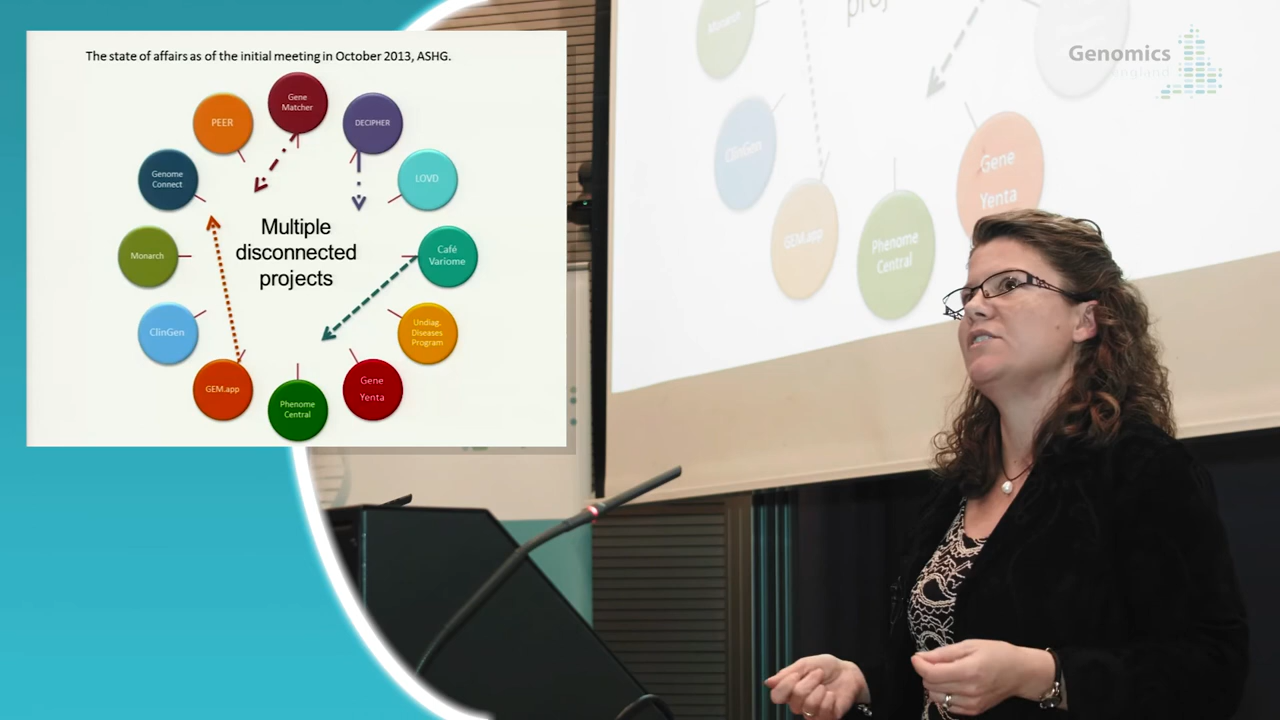 The state of affairs as of the initial meeting in October 2013, ASHG.
Gene
Matcher
PEER
DECIPHER
Genome
Connect
LOVD
Multiple
disconnected
projects
Monarch
Café
Variome
ClinGen
Undiag.
Diseases
Program
GEM.app
Gene
Yenta
Phenome
Central
Genomics
England
Monarch
ClinGen
GEM.app
Phenome
Central
Gene
Yenta